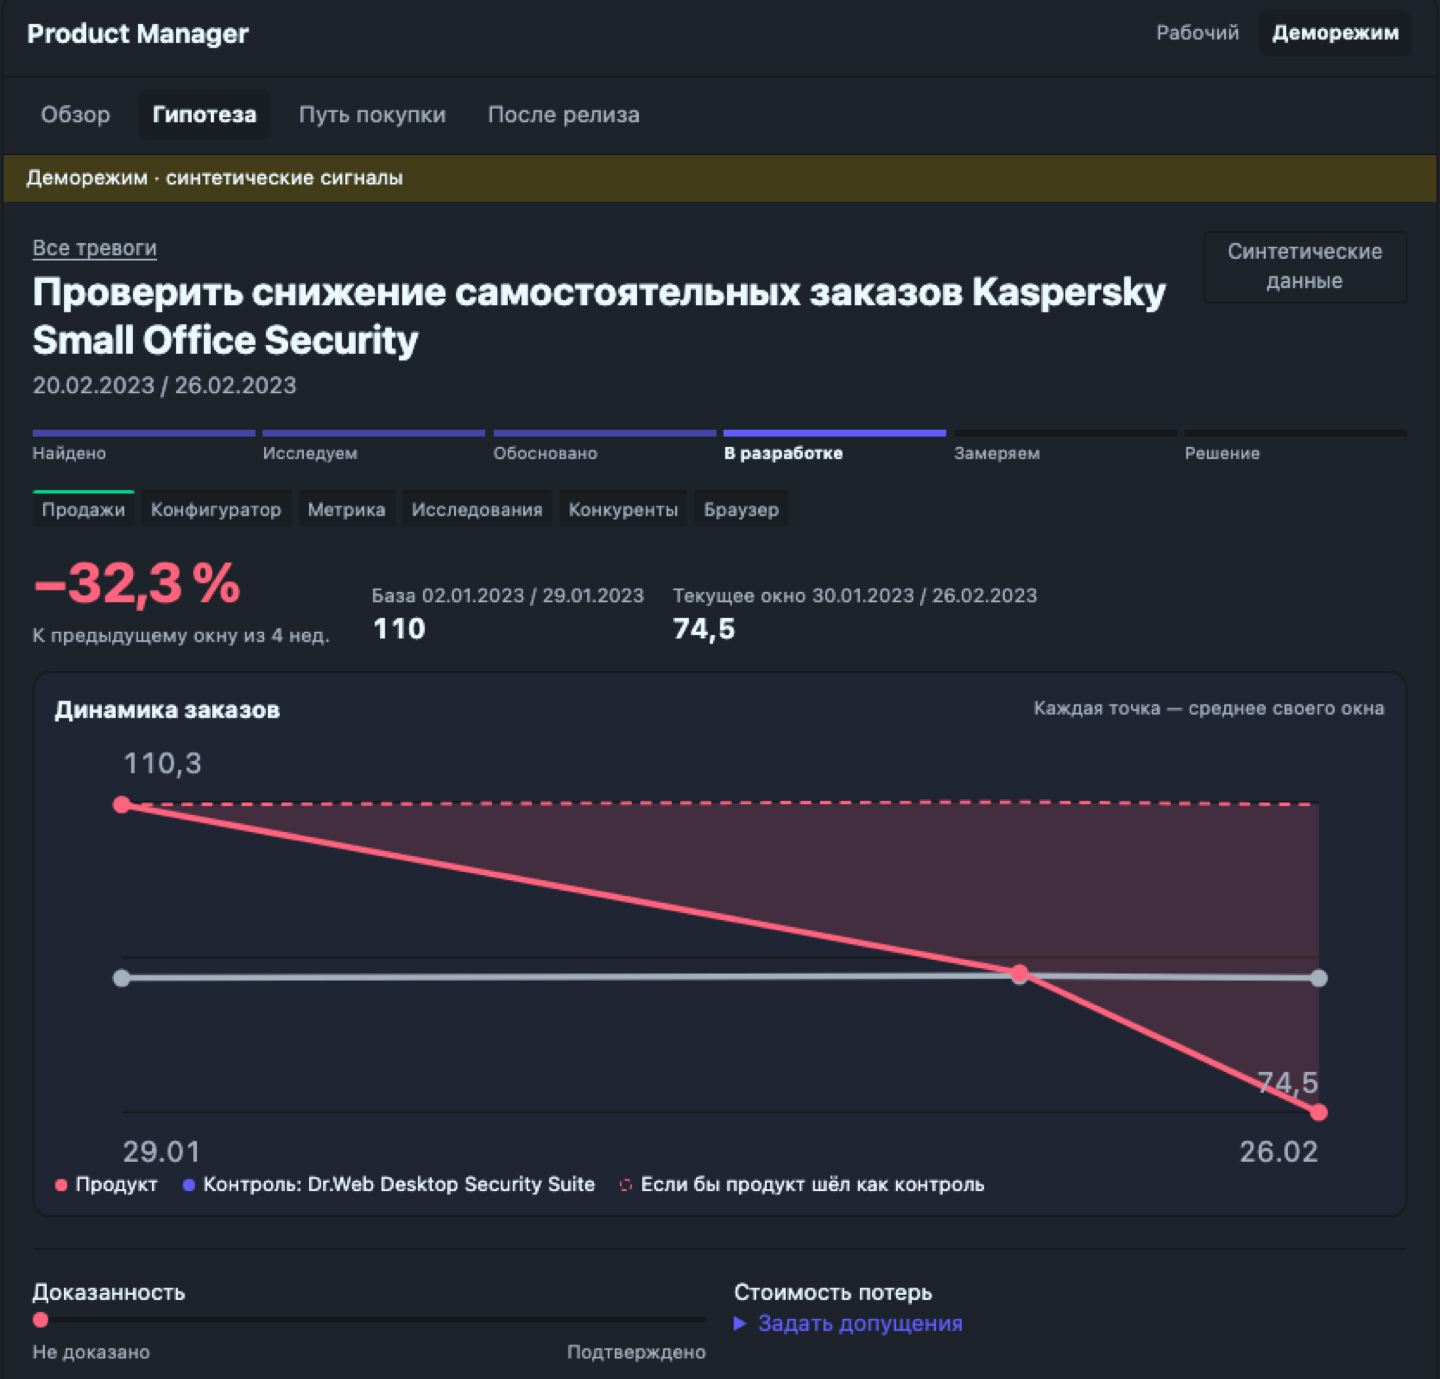 Product Manager
Рабочий
Деморежим
Обзор
Гипотеза
Путь покупки
После релиза
Деморежим · синтетические сигналы
Все тревоги
Синтетические
данные
Проверить снижение самостоятельных заказов Kaspersky
Small Office Security
20.02.2023 / 26.02.2023
Найдено
Исследуем
Обосновано
В разработке
Замеряем
Решение
Продажи
Конфигуратор
Метрика
Исследования
Конкуренты
Браузер
−32,3 %
К предыдущему окну из 4 нед.
База 02.01.2023 / 29.01.2023
110
Текущее окно 30.01.2023 / 26.02.2023
74,5
Динамика заказов
Каждая точка — среднее своего окна
110,3
74,5
29.01
26.02
Продукт
Контроль: Dr.Web Desktop Security Suite
Если бы продукт шёл как контроль
Доказанность
Не доказано
Подтверждено
Стоимость потерь
Задать допущения